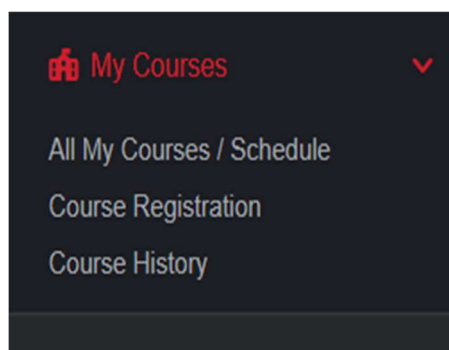 My Courses
All My Courses / Schedule
Course Registration
Course History